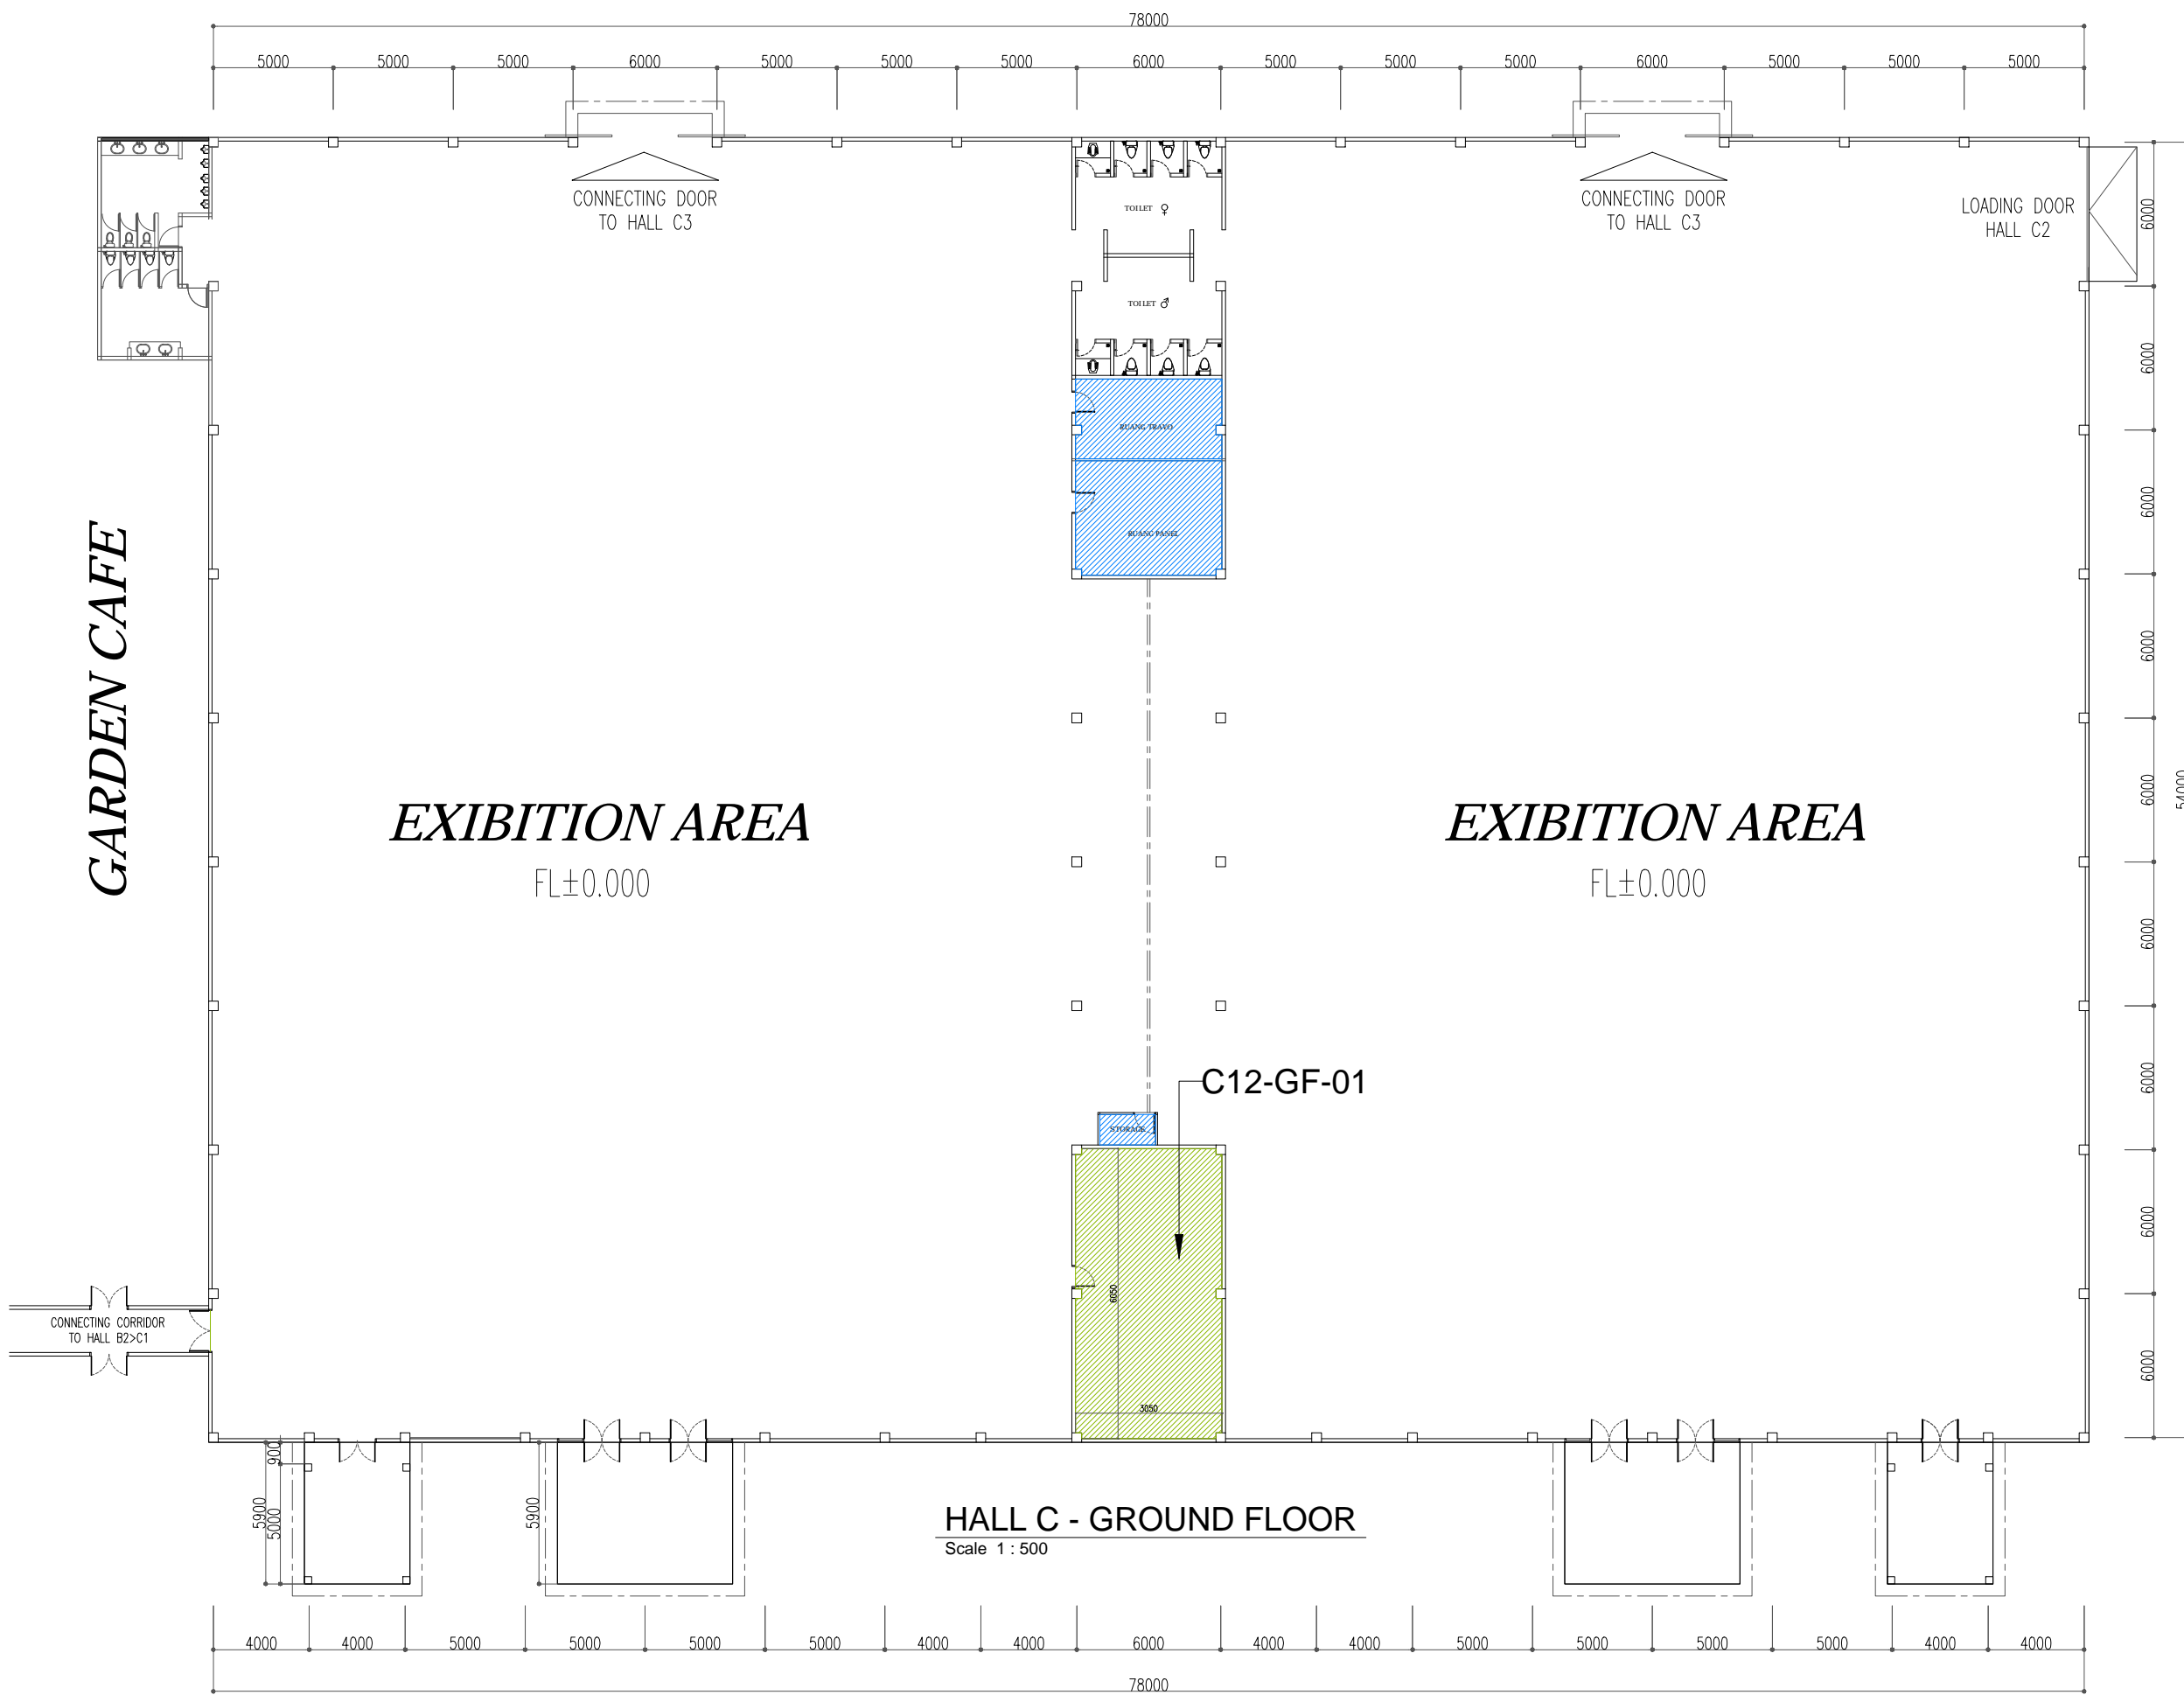 78000
5000 5000 5000 6000 5000 5000 5000 6000 5000 5000 5000 6000 5000 5000 5000
CONNECTING DOOR
TO HALL C3
TOILET ♀
CONNECTING DOOR
TO HALL C3
LOADING DOOR
HALL C2
TOILET ♂
RUANG TRAVO
RUANG PANEL
GARDEN CAFE
EXIBITION AREA
FL±0.000
EXIBITION AREA
FL±0.000
6000
6000
6000
6000
6000
6000
6000
6000
6000
54000
C12-GF-01
STORAGE
6050
3050
CONNECTING CORRIDOR
TO HALL B2>C1
900
5900
5000
5900
HALL C - GROUND FLOOR
Scale 1 : 500
4000 4000 5000 5000 5000 5000 4000 4000 6000 4000 4000 5000 5000 5000 5000 4000 4000
78000